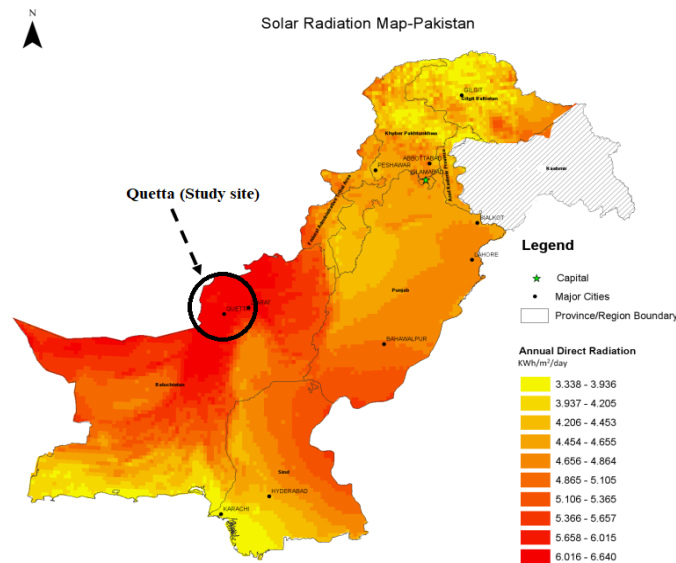 N
Solar Radiation Map-Pakistan
GILGIT
Gilgit Baltistan
Khyber Pakhtunkhwa
ABBOTTABAD
PESHAWAR
ISLAMABAD
Kashmir
Quetta (Study site)
SIALKOT
LAHORE
Punjab
QUETTA
BAHAWALPUR
Balochistan
Sind
HYDERABAD
KARACHI
Legend
Capital
Major Cities
Province/Region Boundary
Annual Direct Radiation
KWh/m²/day
3.338 - 3.936
3.937 - 4.205
4.206 - 4.453
4.454 - 4.655
4.656 - 4.864
4.865 - 5.105
5.106 - 5.365
5.366 - 5.657
5.658 - 6.015
6.016 - 6.640